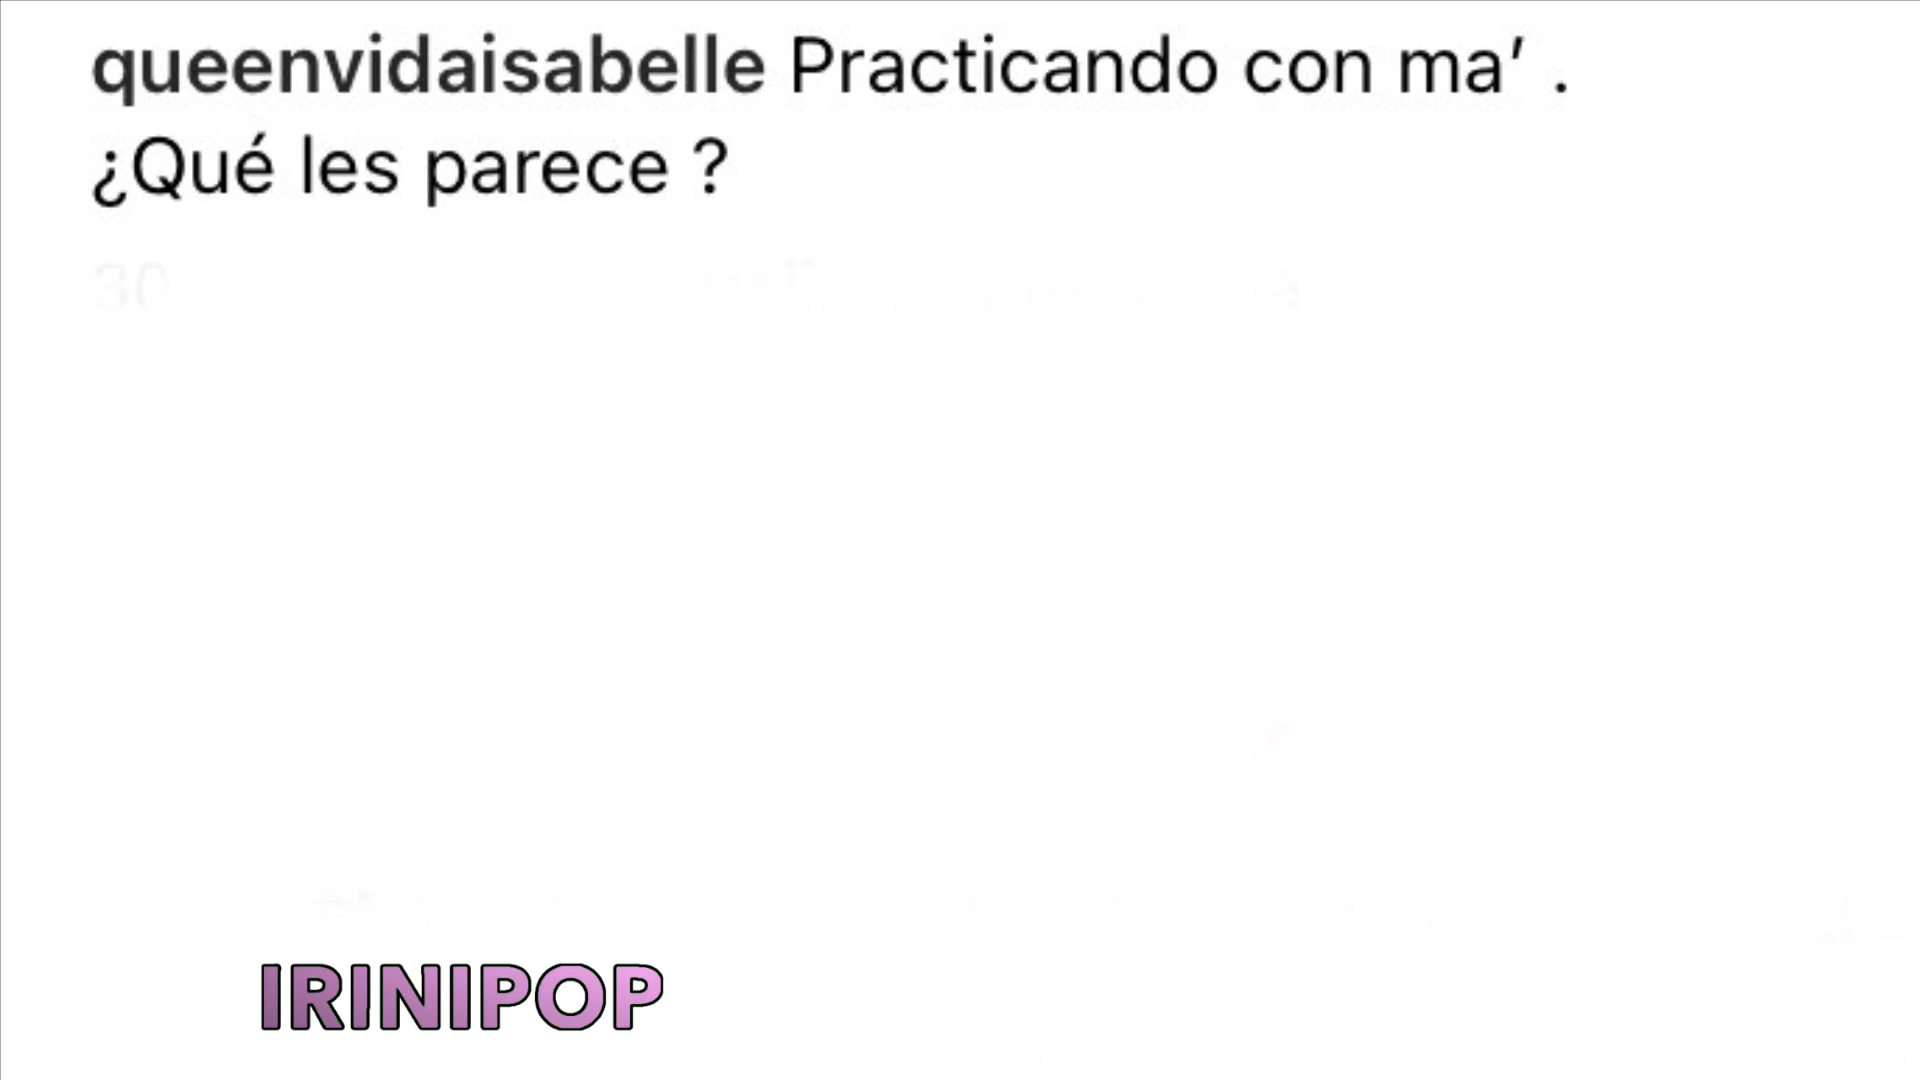 queenvidaisabelle Practicando con ma' .
¿Qué les parece ?
IRINIPOP